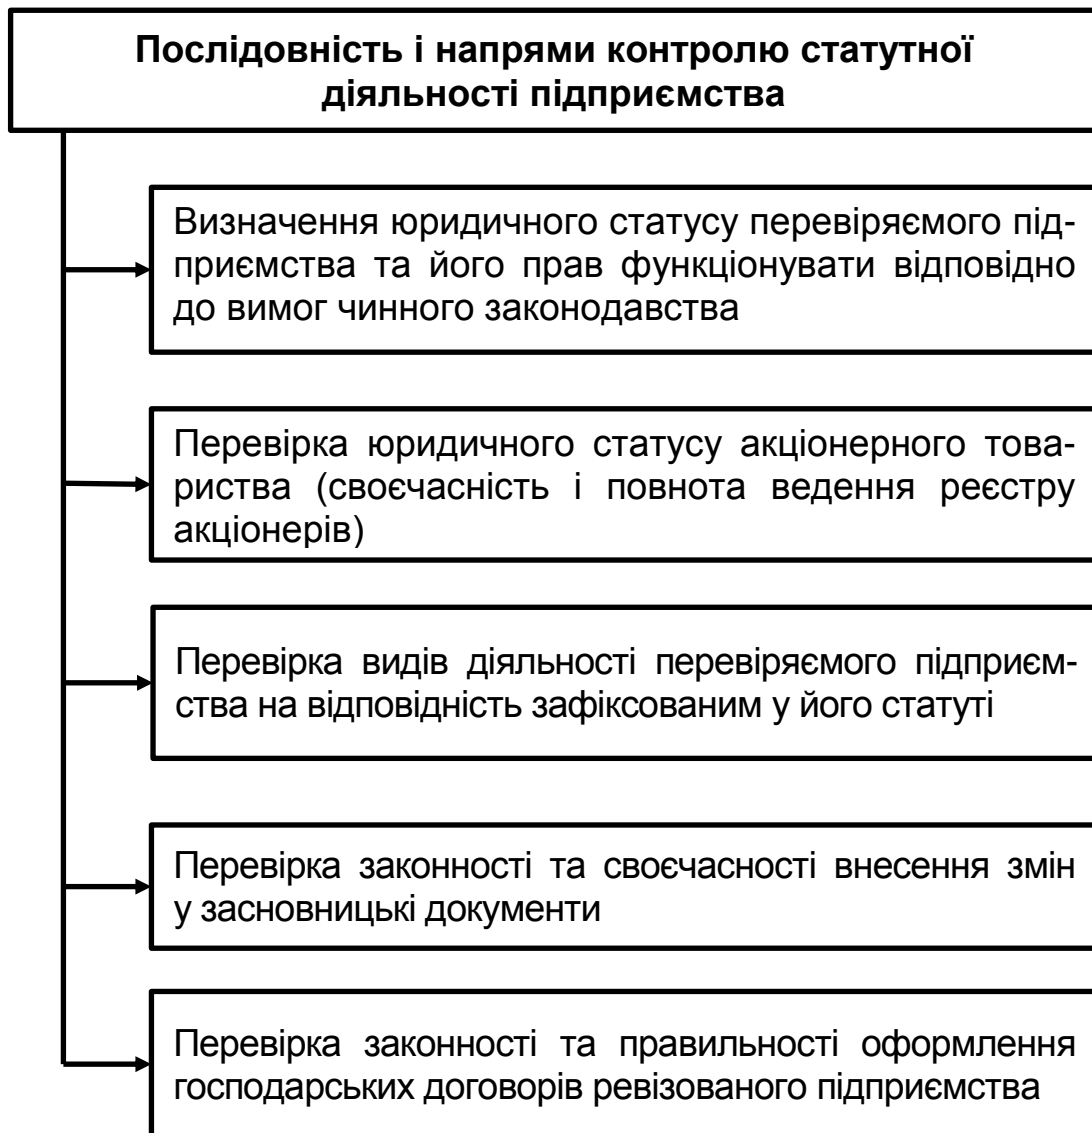 Послідовність і напрями контролю статутної
діяльності підприємства
Визначення юридичного статусу перевіряємого під-
приємства та його прав функціонувати відповідно
до вимог чинного законодавства
Перевірка юридичного статусу акціонерного това-
риства (своєчасність і повнота ведення реєстру
акціонерів)
Перевірка видів діяльності перевіряємого підприєм-
ства на відповідність зафіксованим у його статуті
Перевірка законності та своєчасності внесення змін
у засновницькі документи
Перевірка законності та правильності оформлення
господарських договорів ревізованого підприємства